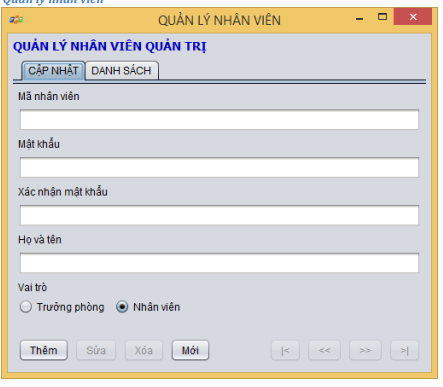 Quản lý nhân viên
QUẢN LÝ NHÂN VIÊN
QUẢN LÝ NHÂN VIÊN QUẢN TRỊ
CẬP NHẬT DANH SÁCH
Mã nhân viên
Mật khẩu
Xác nhận mật khẩu
Họ và tên
Vai trò
Trưởng phòng Nhân viên
Thêm Sửa Xóa Mới |< << >> >|